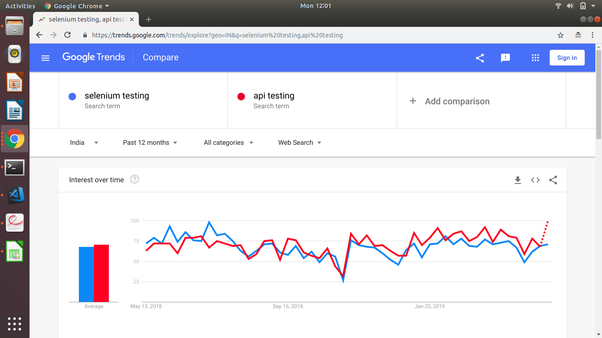 Activities Google Chrome Mon 12:01
selenium testing, api test
https://trends.google.com/trends/explore?geo=IN&q=selenium%20testing,api%20testing
Google Trends Compare Sign in
selenium testing
Search term
api testing
Search term
+ Add comparison
India Past 12 months All categories Web Search
Interest over time
100
75
50
25
Average
May 13, 2018 Sep 16, 2018 Jan 20, 2019